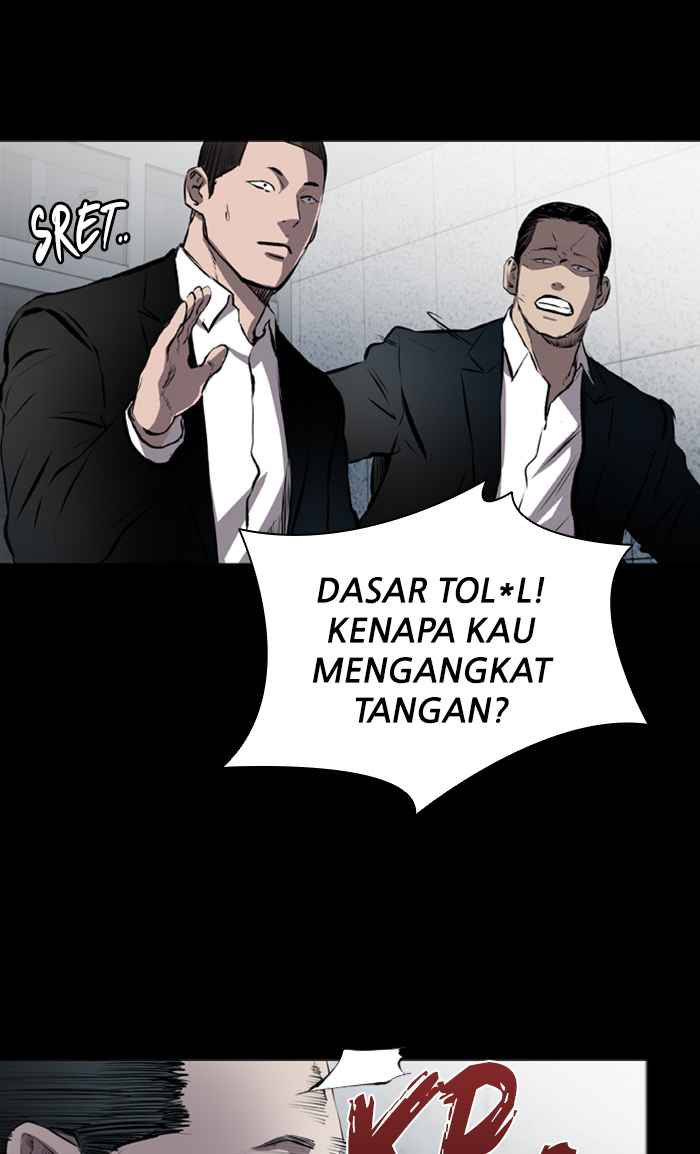 SRET..
DASAR TOL*L!
KENAPA KAU
MENGANGKAT
TANGAN?